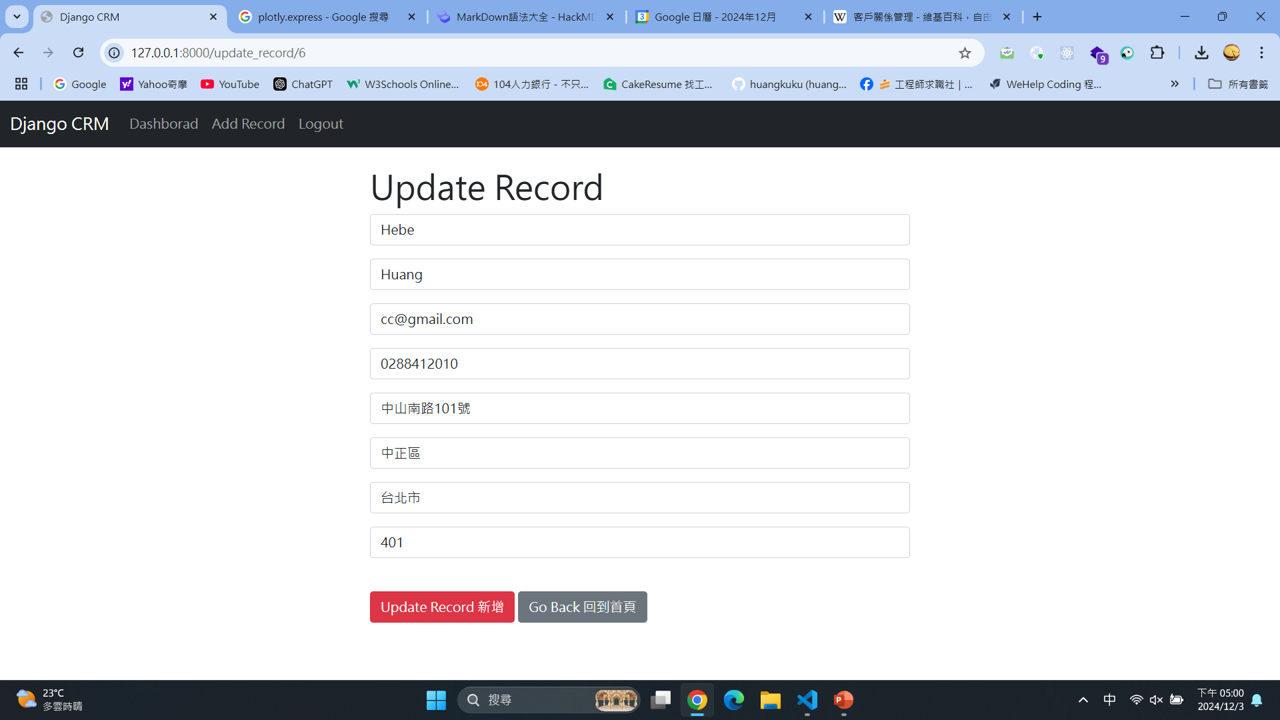 Django CRM
plotly.express - Google 搜尋
MarkDown語法大全 - HackMD
Google 日曆 - 2024年12月
客戶關係管理 - 維基百科，自由
127.0.0.1:8000/update_record/6
9
Google
Yahoo奇摩
YouTube
ChatGPT
W3Schools Online...
104人力銀行 - 不只...
CakeResume 找工...
huangkuku (huang...
工程師求職社 | ...
WeHelp Coding 程...
所有書籤
Django CRM
Dashborad
Add Record
Logout
Update Record
Hebe
Huang
cc@gmail.com
0288412010
中山南路101號
中正區
台北市
401
Update Record 新增
Go Back 回到首頁
23°C
多雲時晴
搜尋
中
下午 05:00
2024/12/3